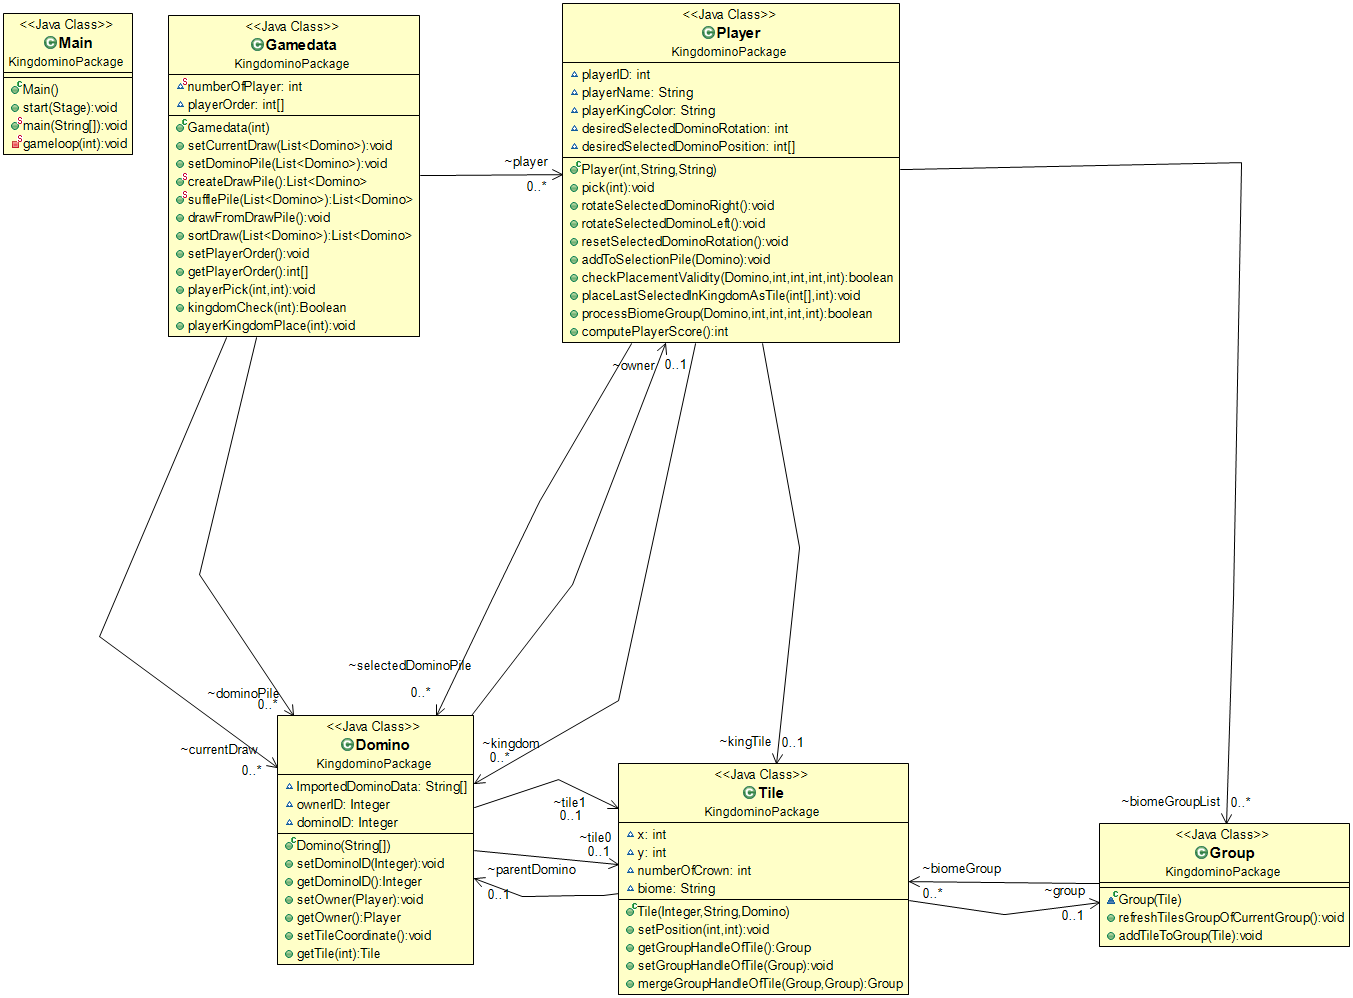 <<Java Class>>
Main
KingdominoPackage
Main()
start(Stage):void
main(String[]):void
gameloop(int):void
<<Java Class>>
Gamedata
KingdominoPackage
numberOfPlayer: int
playerOrder: int[]
Gamedata(int)
setCurrentDraw(List<Domino>):void
setDominoPile(List<Domino>):void
createDrawPile():List<Domino>
sufflePile(List<Domino>):List<Domino>
drawFromDrawPile():void
sortDraw(List<Domino>):List<Domino>
setPlayerOrder():void
getPlayerOrder():int[]
playerPick(int,int):void
kingdomCheck(int):Boolean
playerKingdomPlace(int):void
~player
0..*
<<Java Class>>
Player
KingdominoPackage
playerID: int
playerName: String
playerKingColor: String
desiredSelectedDominoRotation: int
desiredSelectedDominoPosition: int[]
Player(int,String,String)
pick(int):void
rotateSelectedDominoRight():void
rotateSelectedDominoLeft():void
resetSelectedDominoRotation():void
addToSelectionPile(Domino):void
checkPlacementValidity(Domino,int,int,int,int):boolean
placeLastSelectedInKingdomAsTile(int[],int):void
processBiomeGroup(Domino,int,int,int,int):boolean
computePlayerScore():int
~owner
0..1
~selectedDominoPile
0..*
~dominoPile
0..*
~currentDraw
0..*
~kingdom
0..*
~kingTile
0..1
~biomeGroupList
0..*
<<Java Class>>
Domino
KingdominoPackage
ImportedDominoData: String[]
ownerID: Integer
dominoID: Integer
Domino(String[])
setDominoID(Integer):void
getDominoID():Integer
setOwner(Player):void
getOwner():Player
setTileCoordinate():void
getTile(int):Tile
~tile1
0..1
~tile0
0..1
~parentDomino
0..1
<<Java Class>>
Tile
KingdominoPackage
x: int
y: int
numberOfCrown: int
biome: String
Tile(Integer,String,Domino)
setPosition(int,int):void
getGroupHandleOfTile():Group
setGroupHandleOfTile(Group):void
mergeGroupHandleOfTile(Group,Group):Group
~biomeGroup
0..*
~group
0..1
<<Java Class>>
Group
KingdominoPackage
Group(Tile)
refreshTilesGroupOfCurrentGroup():void
addTileToGroup(Tile):void